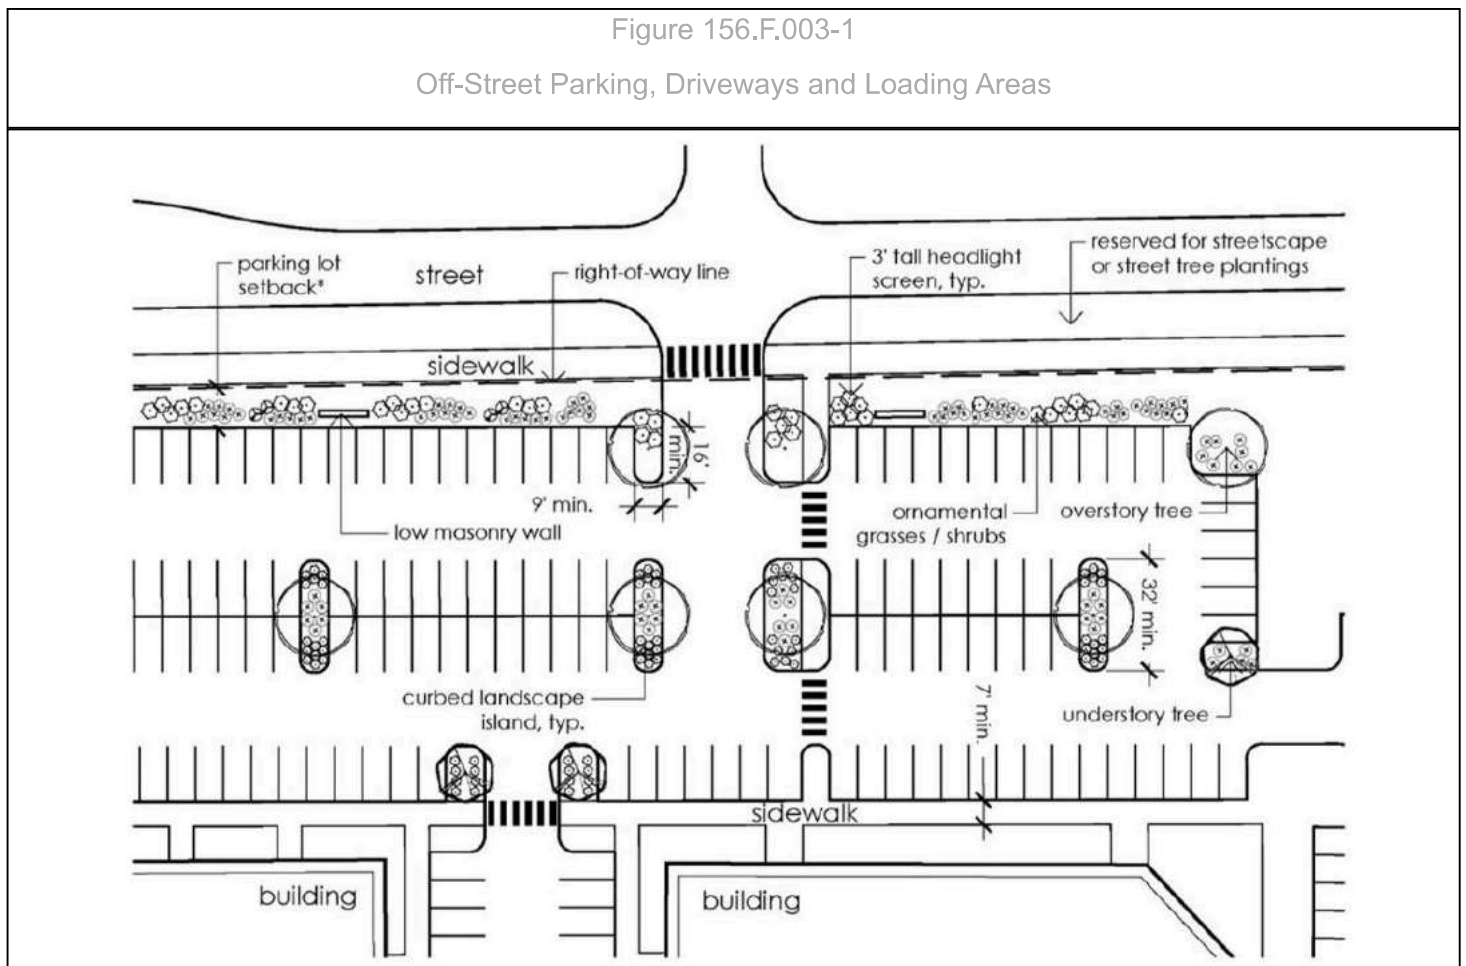 Figure 156.F.003-1
Off-Street Parking, Driveways and Loading Areas
parking lot
setback*
street
right-of-way line
3' tall headlight
screen, typ.
reserved for streetscape
or street tree plantings
sidewalk
16'
min.
9' min.
low masonry wall
ornamental
grasses / shrubs
overstory tree
32' min.
curbed landscape
island, typ.
7' min.
understory tree
sidewalk
building
building